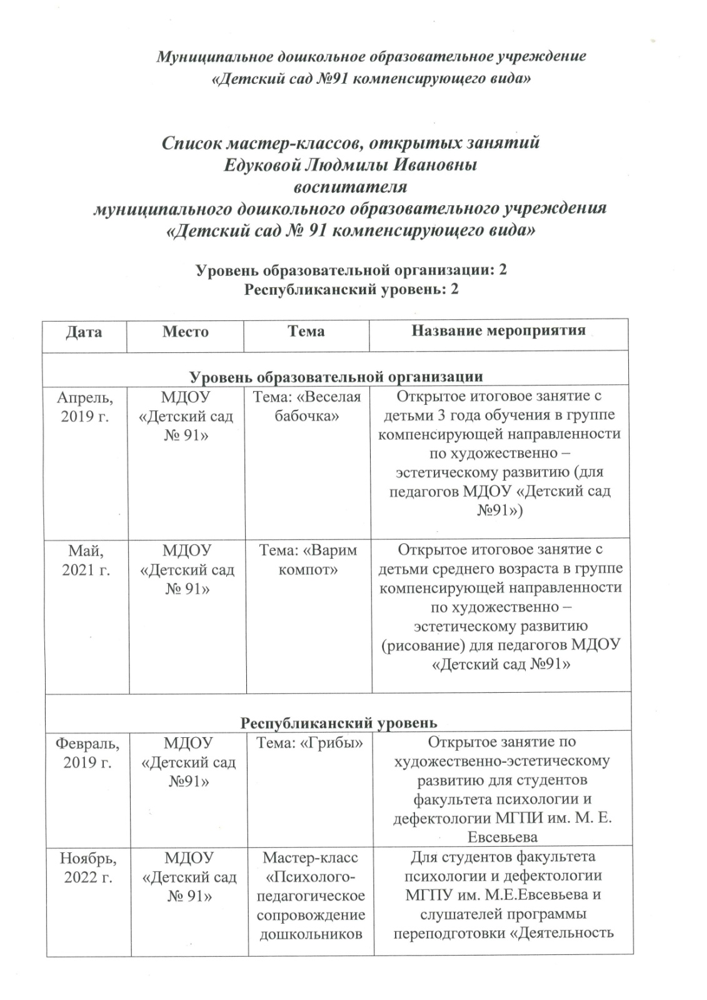 Муниципальное дошкольное образовательное учреждение
«Детский сад №91 компенсирующего вида»
Список мастер-классов, открытых занятий
Едуковой Людмилы Ивановны
воспитателя
муниципального дошкольного образовательного учреждения
«Детский сад № 91 компенсирующего вида»
Уровень образовательной организации: 2
Республиканский уровень: 2
Дата Место Тема Название мероприятия
Уровень образовательной организации
Апрель,
2019 г.
МДОУ
«Детский сад
№ 91»
Тема: «Веселая
бабочка»
Открытое итоговое занятие с
детьми 3 года обучения в группе
компенсирующей направленности
по художественно –
эстетическому развитию (для
педагогов МДОУ «Детский сад
№91»)
Май,
2021 г.
МДОУ
«Детский сад
№ 91»
Тема: «Варим
компот»
Открытое итоговое занятие с
детьми среднего возраста в группе
компенсирующей направленности
по художественно –
эстетическому развитию
(рисование) для педагогов МДОУ
«Детский сад №91»
Республиканский уровень
Февраль,
2019 г.
МДОУ
«Детский сад
№91»
Тема: «Грибы»
Открытое занятие по
художественно-эстетическому
развитию для студентов
факультета психологии и
дефектологии МГПИ им. М. Е.
Евсевьева
Ноябрь,
2022 г.
МДОУ
«Детский сад
№ 91»
Мастер-класс
«Психолого-
педагогическое
сопровождение
дошкольников
Для студентов факультета
психологии и дефектологии
МГПУ им. М.Е.Евсевьева и
слушателей программы
переподготовки «Деятельность